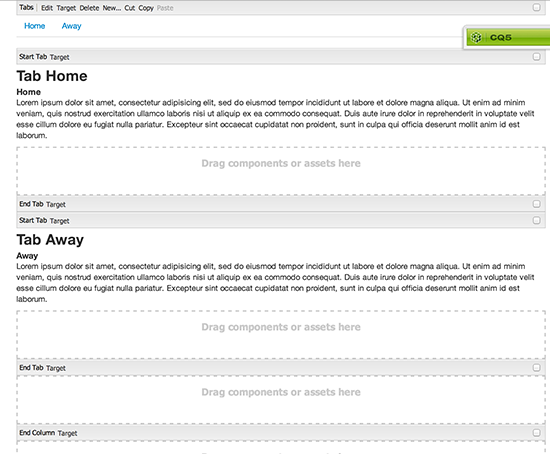 Tabs | Edit Target Delete New... Cut Copy Paste
Home Away
CQ5
Start Tab Target
Tab Home
Home
Lorem ipsum dolor sit amet, consectetur adipisicing elit, sed do eiusmod tempor incididunt ut labore et dolore magna aliqua. Ut enim ad minim
veniam, quis nostrud exercitation ullamco laboris nisi ut aliquip ex ea commodo consequat. Duis aute irure dolor in reprehenderit in voluptate velit
esse cillum dolore eu fugiat nulla pariatur. Excepteur sint occaecat cupidatat non proident, sunt in culpa qui officia deserunt mollit anim id est
laborum.
Drag components or assets here
End Tab Target
Start Tab Target
Tab Away
Away
Lorem ipsum dolor sit amet, consectetur adipisicing elit, sed do eiusmod tempor incididunt ut labore et dolore magna aliqua. Ut enim ad minim
veniam, quis nostrud exercitation ullamco laboris nisi ut aliquip ex ea commodo consequat. Duis aute irure dolor in reprehenderit in voluptate velit
esse cillum dolore eu fugiat nulla pariatur. Excepteur sint occaecat cupidatat non proident, sunt in culpa qui officia deserunt mollit anim id est
laborum.
Drag components or assets here
End Tab Target
Drag components or assets here
End Column Target